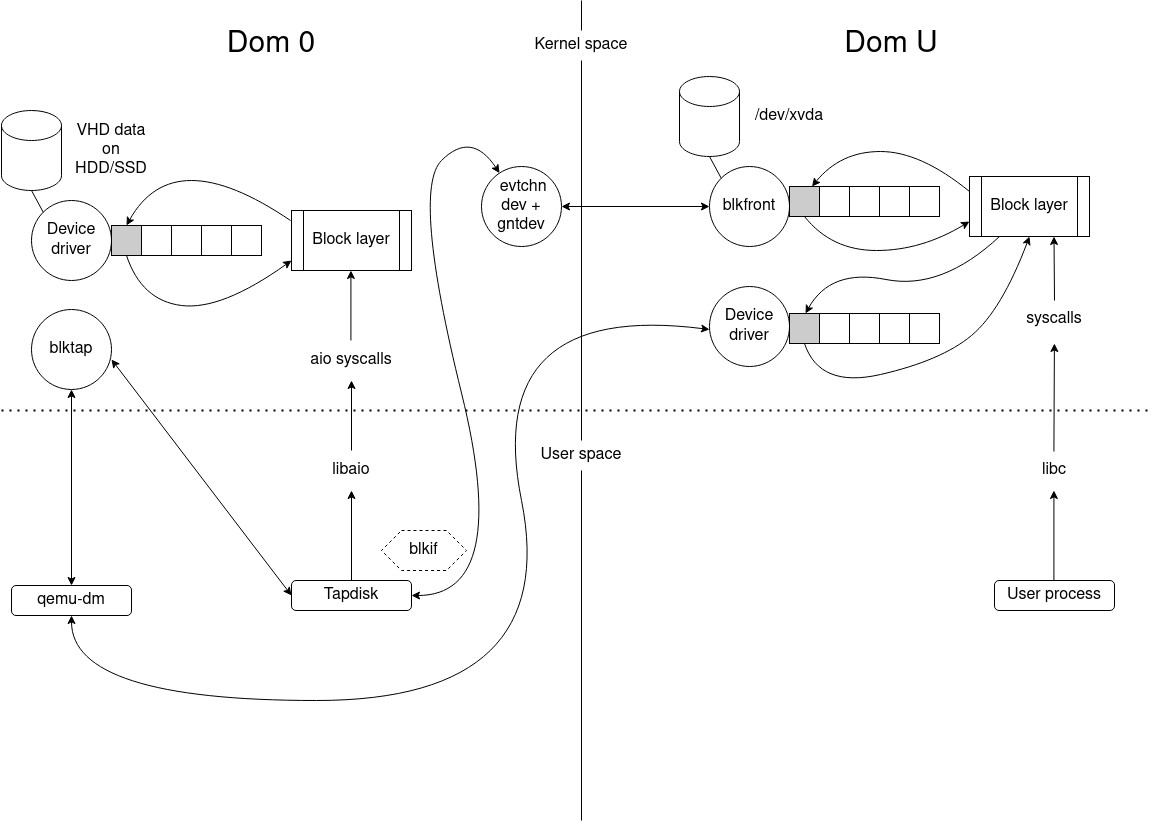 Dom 0
Kernel space
Dom U
VHD data
on
HDD/SSD
/dev/xvda
evtchn
dev +
gntdev
blkfront
Block layer
Device
driver
Block layer
Device
driver
syscalls
blktap
aio syscalls
User space
libaio
libc
blkif
qemu-dm
Tapdisk
User process